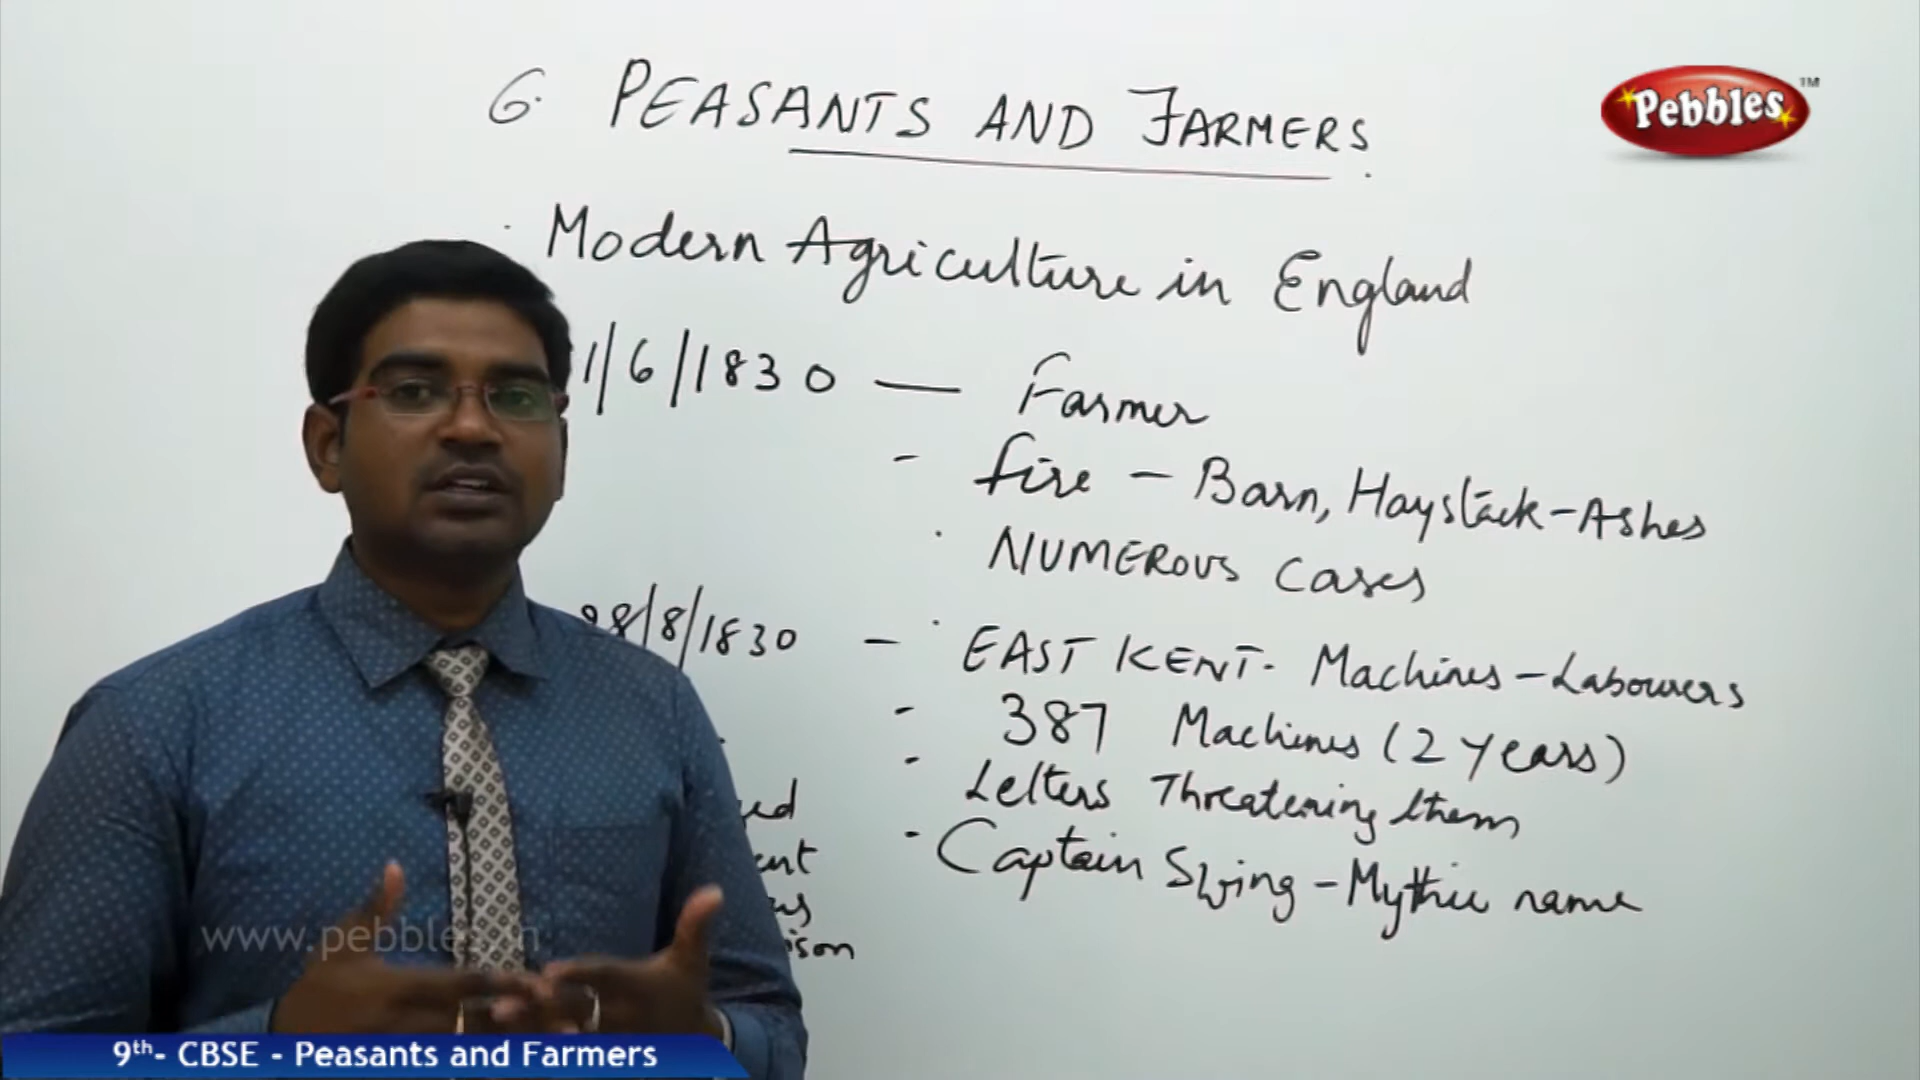 6. PEASANTS AND FARMERS.
Pebbles TM
Modern Agriculture in England
1/6/1830 — Farmer
- fire - Barn, Haystack - Ashes
NUMEROUS cases
28/8/1830 - EAST KENT - Machines - Labourers
- 387 Machines (2 years)
- Letters Threatening them
- Captain Swing - Mythic name
www.pebbles.in
9th- CBSE - Peasants and Farmers